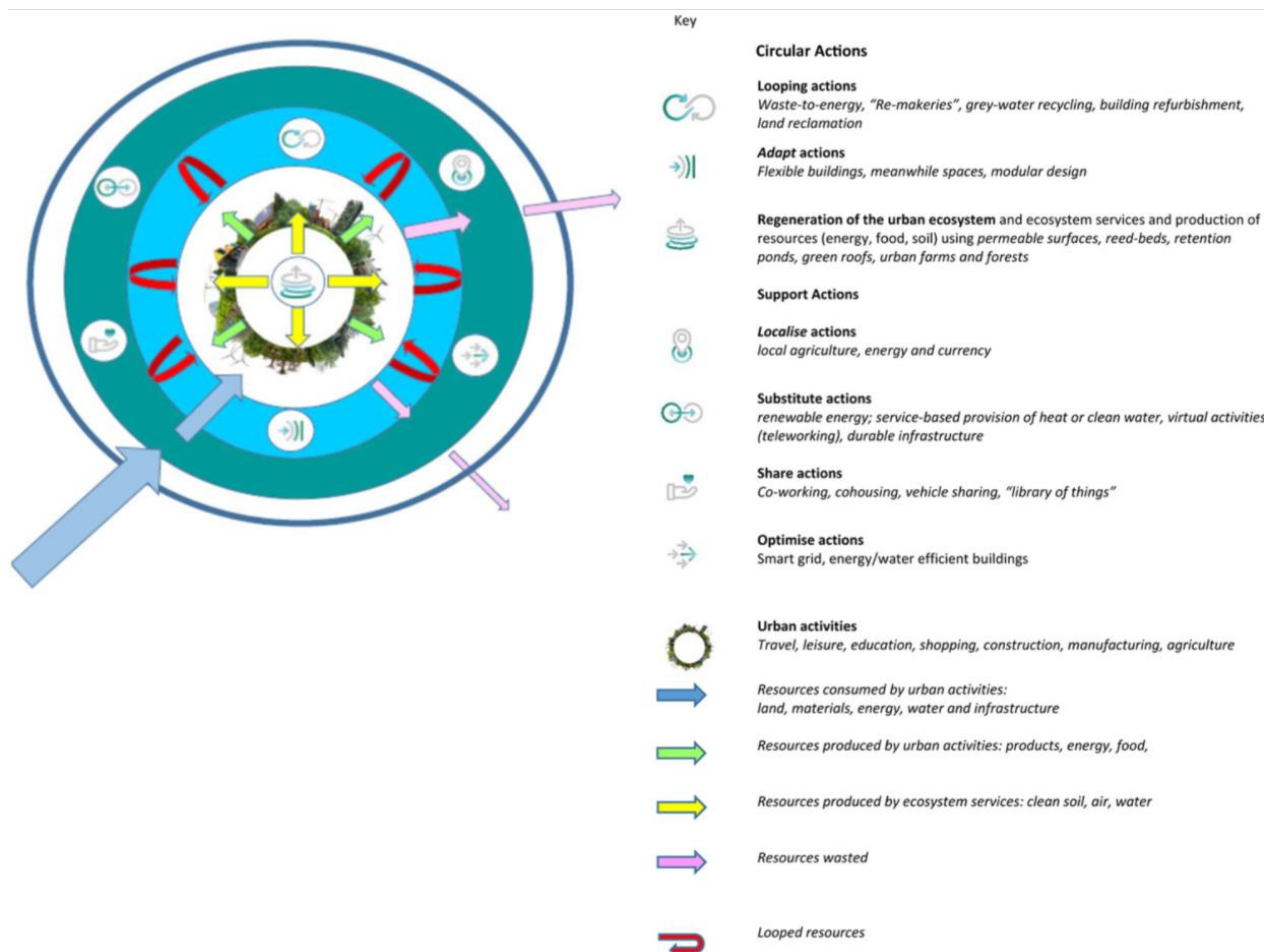 Key
Circular Actions
Looping actions
Waste-to-energy, “Re-makeries”, grey-water recycling, building refurbishment,
land reclamation
Adapt actions
Flexible buildings, meanwhile spaces, modular design
Regeneration of the urban ecosystem and ecosystem services and production of
resources (energy, food, soil) using permeable surfaces, reed-beds, retention
ponds, green roofs, urban farms and forests
Support Actions
Localise actions
local agriculture, energy and currency
Substitute actions
renewable energy; service-based provision of heat or clean water, virtual activities
(teleworking), durable infrastructure
Share actions
Co-working, cohousing, vehicle sharing, “library of things”
Optimise actions
Smart grid, energy/water efficient buildings
Urban activities
Travel, leisure, education, shopping, construction, manufacturing, agriculture
Resources consumed by urban activities:
land, materials, energy, water and infrastructure
Resources produced by urban activities: products, energy, food,
Resources produced by ecosystem services: clean soil, air, water
Resources wasted
Looped resources